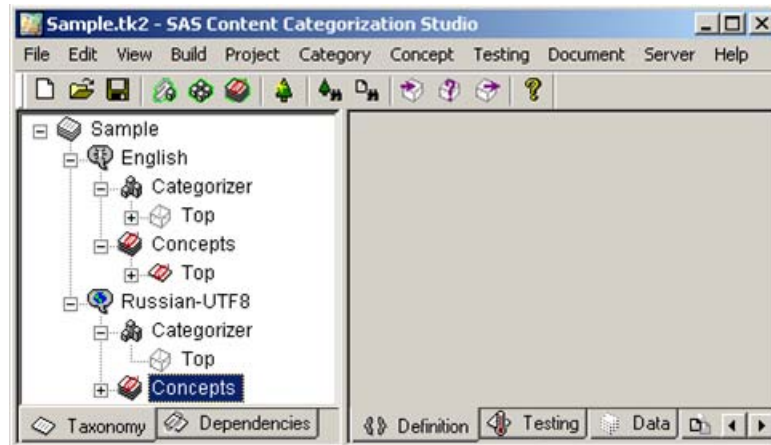 Sample.tk2 - SAS Content Categorization Studio
File Edit View Build Project Category Concept Testing Document Server Help
Sample
English
Categorizer
Top
Concepts
Top
Russian-UTF8
Categorizer
Top
Concepts
Taxonomy Dependencies Definition Testing Data